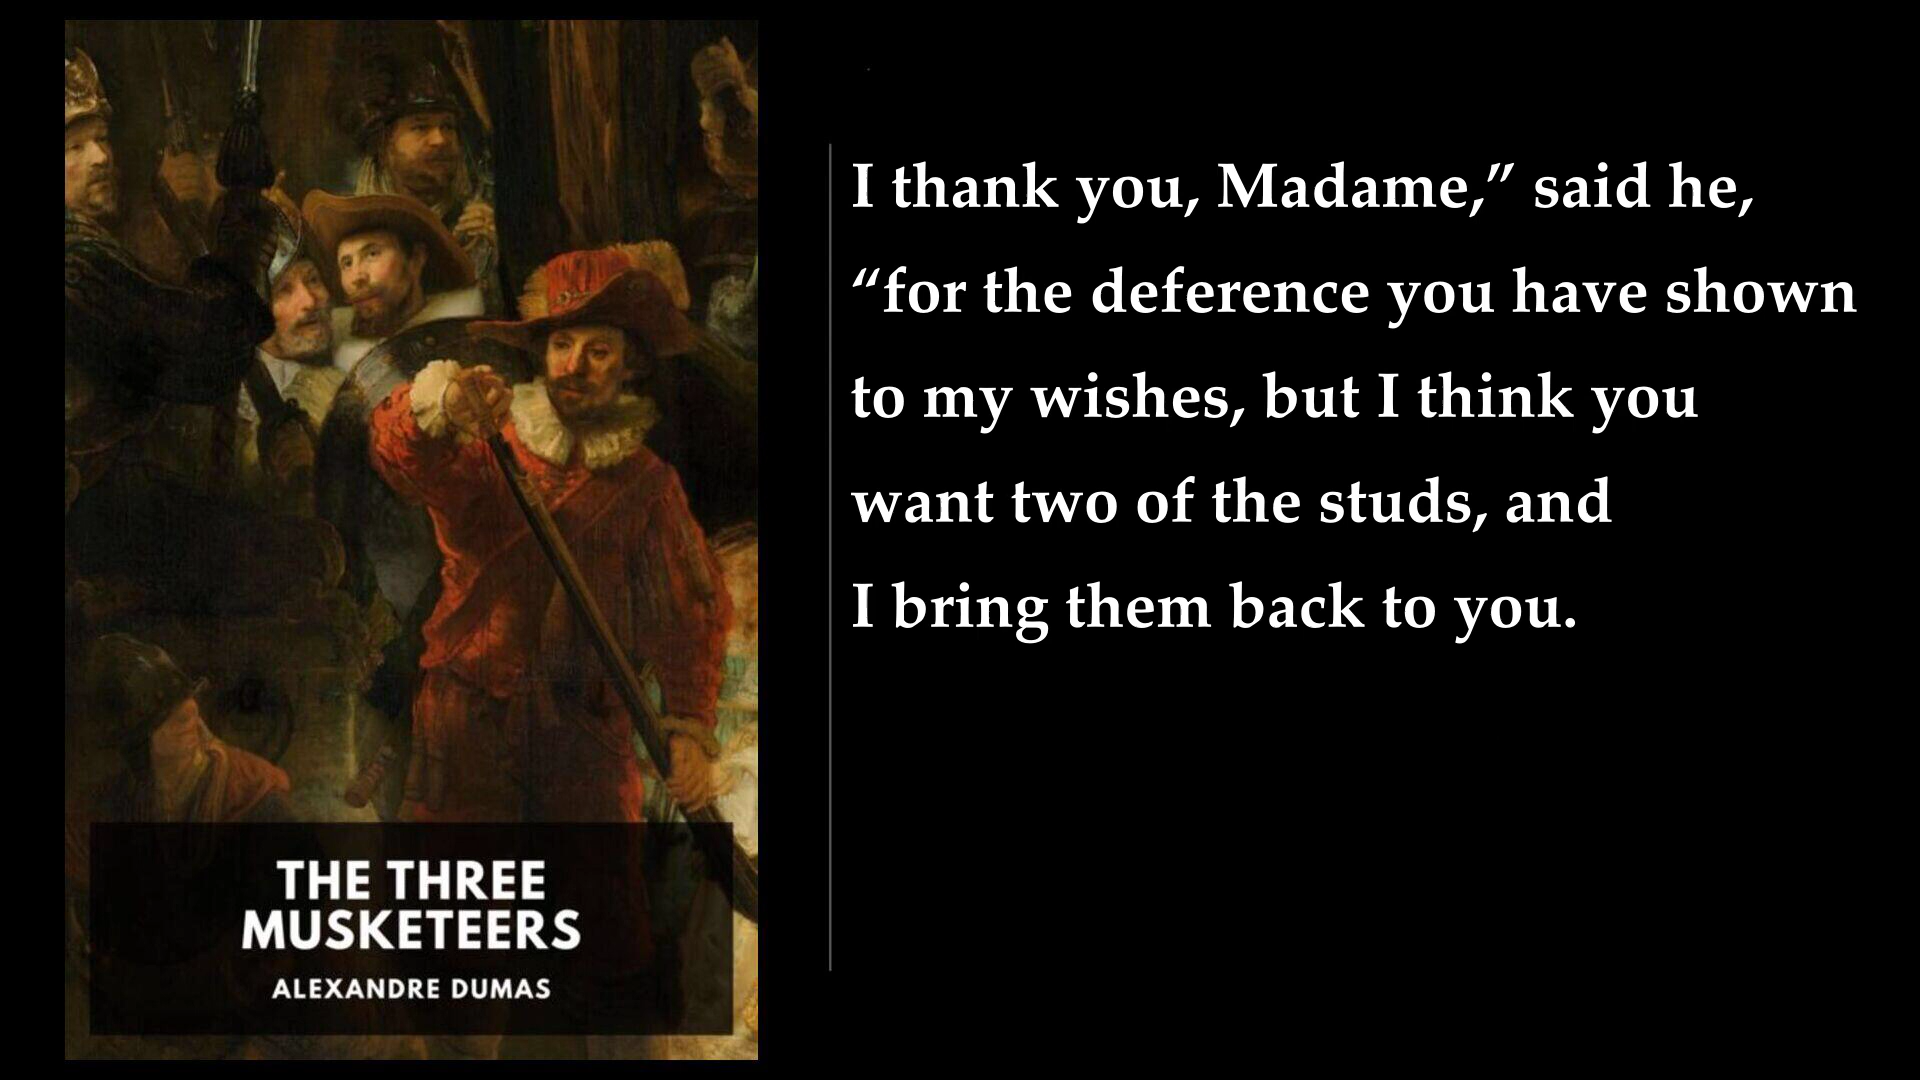 THE THREE
MUSKETEERS
ALEXANDRE DUMAS
I thank you, Madame,” said he,
“for the deference you have shown
to my wishes, but I think you
want two of the studs, and
I bring them back to you.